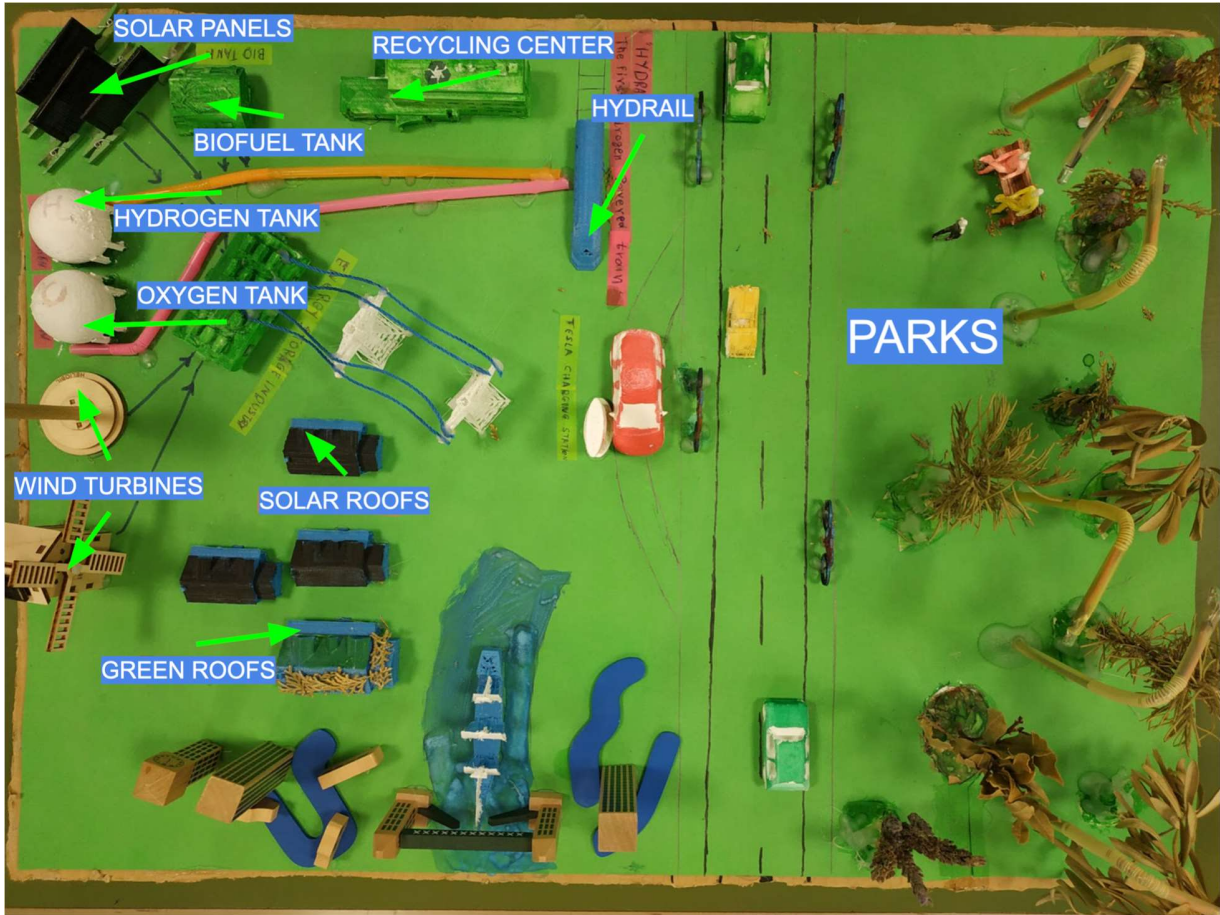 SOLAR PANELS
BIO TANK
RECYCLING CENTER
HYDRAIL
BIOFUEL TANK
HYDROGEN TANK
OXYGEN TANK
PARKS
TESLA CHARGING
WIND TURBINES
SOLAR ROOFS
GREEN ROOFS